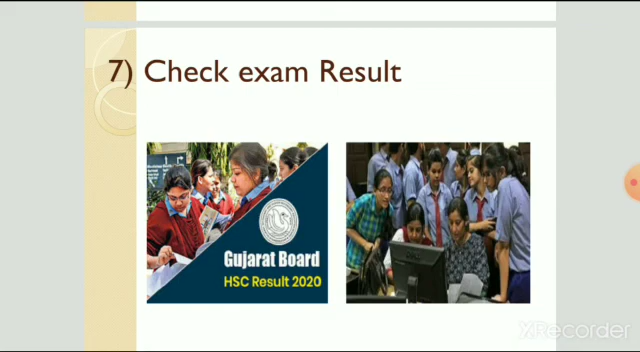 7) Check exam Result
Gujarat Board
HSC Result 2020
XRecorder